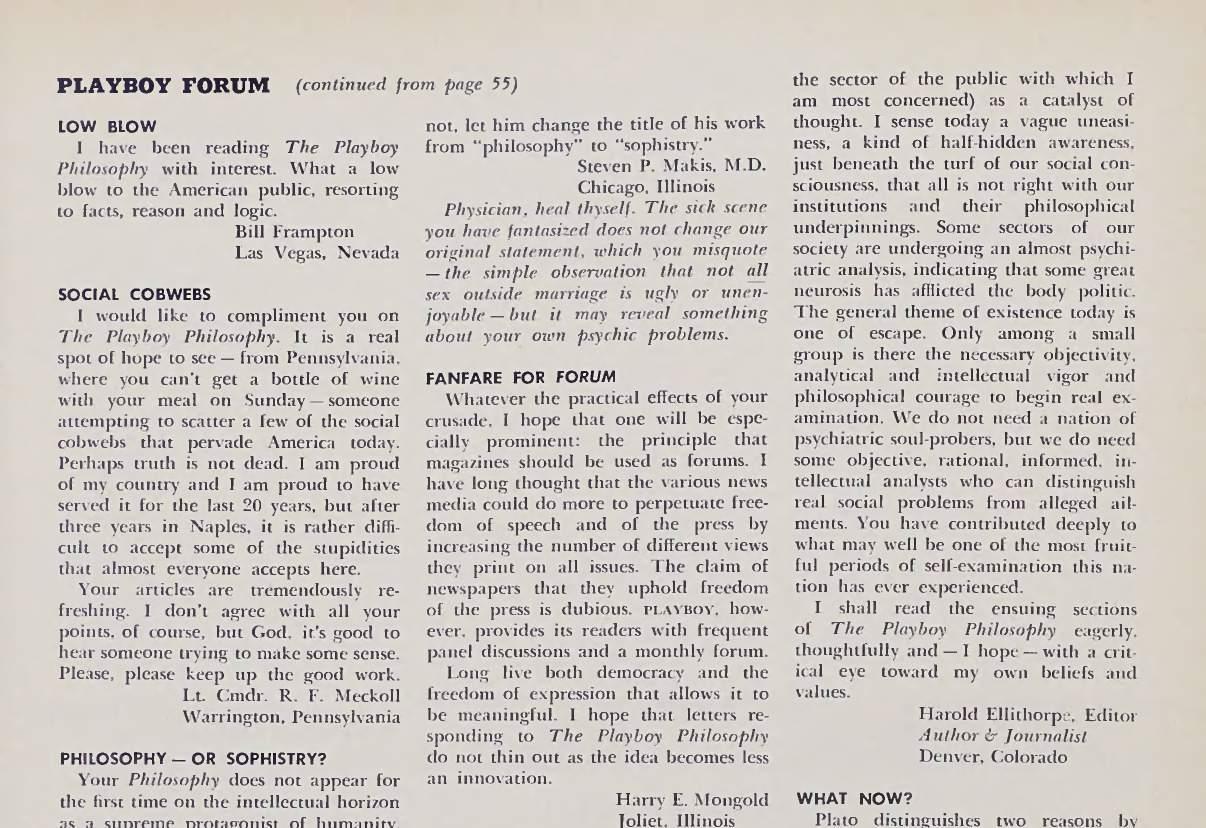 PLAYBOY FORUM (continued from page 55)
LOW BLOW
I have been reading The Playboy
Philosophy with interest. What a low
blow to the American public, resorting
to facts, reason and logic.
Bill Frampton
Las Vegas, Nevada
SOCIAL COBWEBS
I would like to compliment you on
The Playboy Philosophy. It is a real
spot of hope to see — from Pennsylvania,
where you can't get a bottle of wine
with your meal on Sunday — someone
attempting to scatter a few of the social
cobwebs that pervade America today.
Perhaps truth is not dead. I am proud
of my country and I am proud to have
served it for the last 20 years, but after
three years in Naples, it is rather diffi-
cult to accept some of the stupidities
that almost everyone accepts here.
Your articles are tremendously re-
freshing. I don't agree with all your
points, of course, but God, it's good to
hear someone trying to make some sense.
Please, please keep up the good work.
Lt. Cmdr. R. F. Meckoll
Warrington, Pennsylvania
PHILOSOPHY — OR SOPHISTRY?
Your Philosophy does not appear for
the first time on the intellectual horizon
as a supreme protagonist of humanity.
not, let him change the title of his work
from "philosophy" to "sophistry."
Steven P. Makis, M.D.
Chicago, Illinois
Physician, heal thyself. The sick scene
you have fantasized does not change our
original statement, which you misquote
— the simple observation that not all
sex outside marriage is ugly or unen-
joyable — but it may reveal something
about your own psychic problems.
FANFARE FOR FORUM
Whatever the practical effects of your
crusade, I hope that one will be espe-
cially prominent: the principle that
magazines should be used as forums. I
have long thought that the various news
media could do more to perpetuate free-
dom of speech and of the press by
increasing the number of different views
they print on all issues. The claim of
newspapers that they uphold freedom
of the press is dubious. PLAYBOY, how-
ever, provides its readers with frequent
panel discussions and a monthly forum.
Long live both democracy and the
freedom of expression that allows it to
be meaningful. I hope that letters re-
sponding to The Playboy Philosophy
do not thin out as the idea becomes less
an innovation.
Harry E. Mongold
Joliet, Illinois
the sector of the public with which I
am most concerned) as a catalyst of
thought. I sense today a vague uneasi-
ness, a kind of half-hidden awareness,
just beneath the turf of our social con-
sciousness, that all is not right with our
institutions and their philosophical
underpinnings. Some sectors of our
society are undergoing an almost psychi-
atric analysis, indicating that some great
neurosis has afflicted the body politic.
The general theme of existence today is
one of escape. Only among a small
group is there the necessary objectivity,
analytical and intellectual vigor and
philosophical courage to begin real ex-
amination. We do not need a nation of
psychiatric soul-probers, but we do need
some objective, rational, informed, in-
tellectual analysts who can distinguish
real social problems from alleged ail-
ments. You have contributed deeply to
what may well be one of the most fruit-
ful periods of self-examination this na-
tion has ever experienced.
I shall read the ensuing sections
of The Playboy Philosophy eagerly,
thoughtfully and — I hope — with a crit-
ical eye toward my own beliefs and
values.
Harold Ellithorpe, Editor
Author & Journalist
Denver, Colorado
WHAT NOW?
Plato distinguishes two reasons by